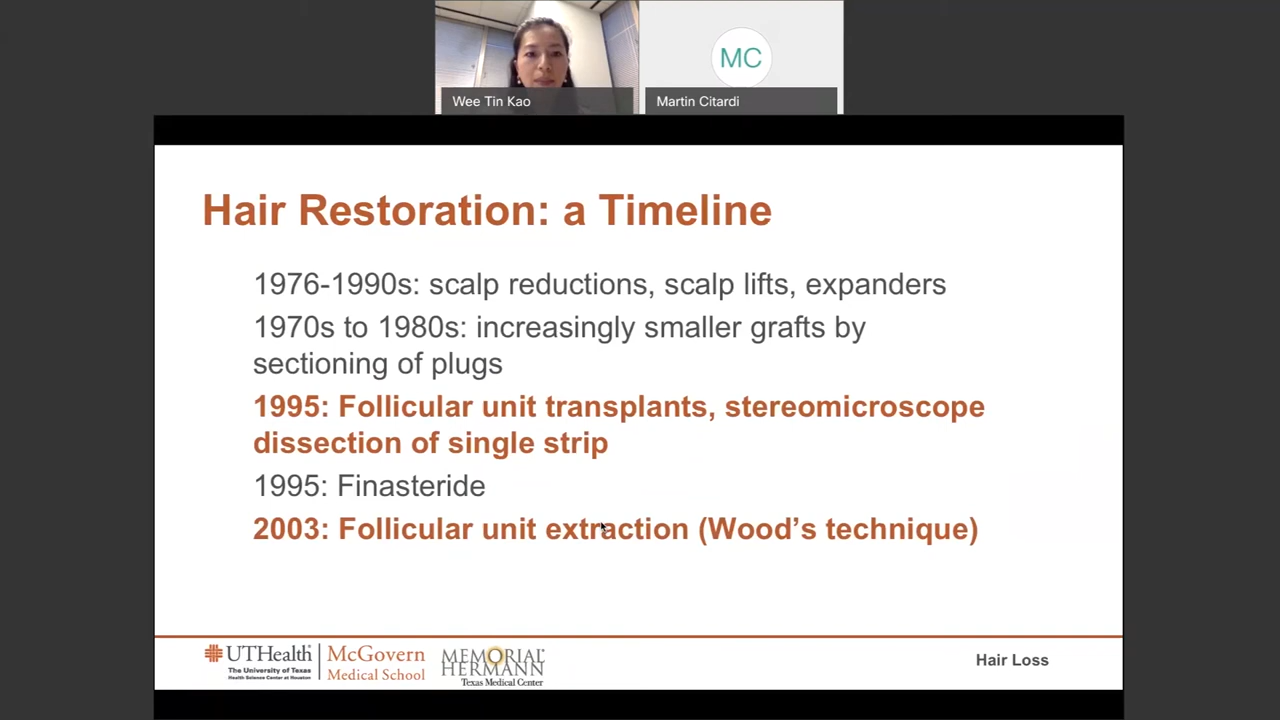 MC
Wee Tin Kao
Martin Citardi
Hair Restoration: a Timeline
1976-1990s: scalp reductions, scalp lifts, expanders
1970s to 1980s: increasingly smaller grafts by
sectioning of plugs
1995: Follicular unit transplants, stereomicroscope
dissection of single strip
1995: Finasteride
2003: Follicular unit extraction (Wood’s technique)
UTHealth
The University of Texas
Health Science Center at Houston
McGovern
Medical School
MEMORIAL
HERMANN
Texas Medical Center
Hair Loss